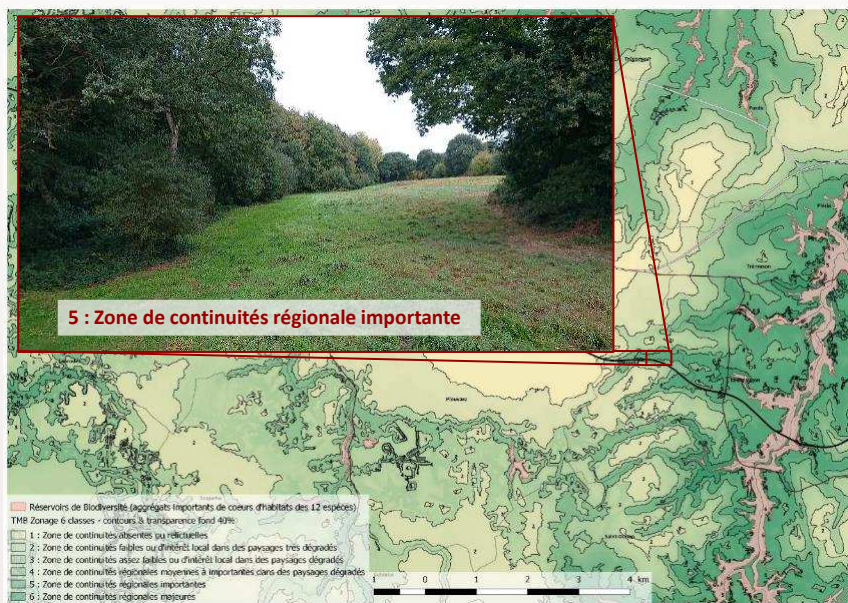 5 : Zone de continuités régionale importante
Réservoirs de Biodiversité (aggrégats importants de coeurs d'habitats des 12 espèces)
TMB Zonage 6 classes - contours & transparence fond 40%
1 : Zone de continuités absentes ou relictuelles
2 : Zone de continuités faibles ou d'intérêt local dans des paysages très dégradés
3 : Zone de continuités assez faibles ou d'intérêt local dans des paysages dégradés
4 : Zone de continuités régionales moyennes à importantes dans des paysages dégradés
5 : Zone de continuités régionales importantes
6 : Zone de continuités régionales majeures
1 0 1 2 3 4 km